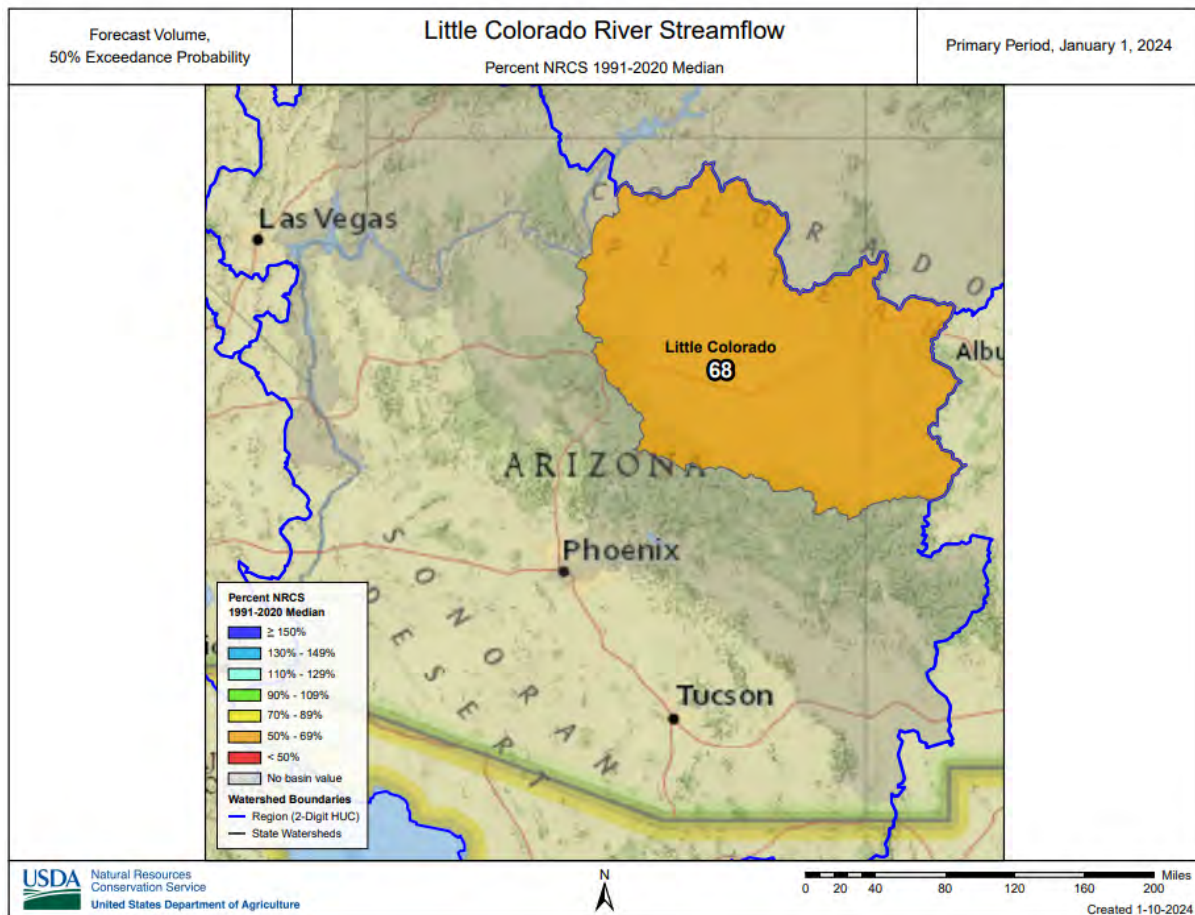 Forecast Volume,
50% Exceedance Probability
Little Colorado River Streamflow
Percent NRCS 1991-2020 Median
Primary Period, January 1, 2024
Las Vegas
COLORADO
PLATEAU
Little Colorado
68
Albu
ARIZONA
Phoenix
SONORAN
DESERT
Tucson
Percent NRCS
1991-2020 Median
≥ 150%
130% - 149%
110% - 129%
90% - 109%
70% - 89%
50% - 69%
< 50%
No basin value
Watershed Boundaries
Region (2-Digit HUC)
State Watersheds
USDA
Natural Resources
Conservation Service
United States Department of Agriculture
N
Miles
0 20 40 80 120 160 200
Created 1-10-2024